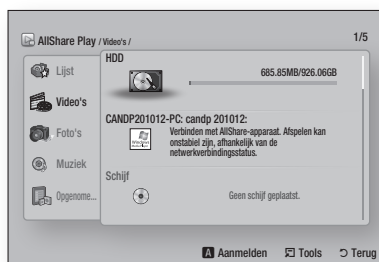 AllShare Play / Video's /
1/5
Lijst
Video's
Foto's
Muziek
Opgenome...
HDD
685.85MB/926.06GB
CANDP201012-PC: candp 201012:
Verbinden met AllShare-apparaat. Afspelen kan
onstabiel zijn, afhankelijk van de
netwerkverbindingsstatus.
Schijf
Geen schijf geplaatst.
A Aanmelden
Tools
Terug